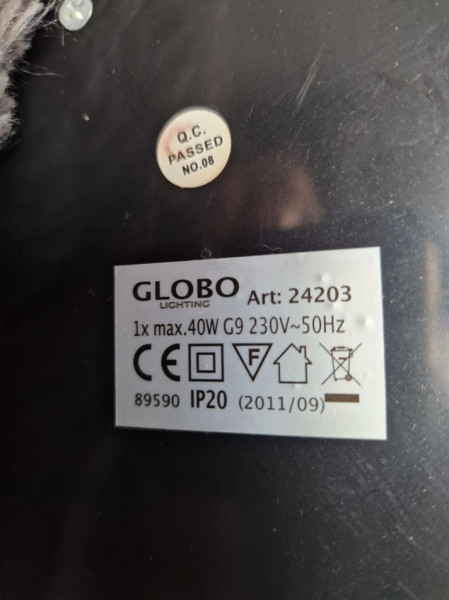 Q.C.
PASSED
NO.08
GLOBO
LIGHTING
Art: 24203
1x max.40W G9 230V~50Hz
CE F
89590 IP20 (2011/09)